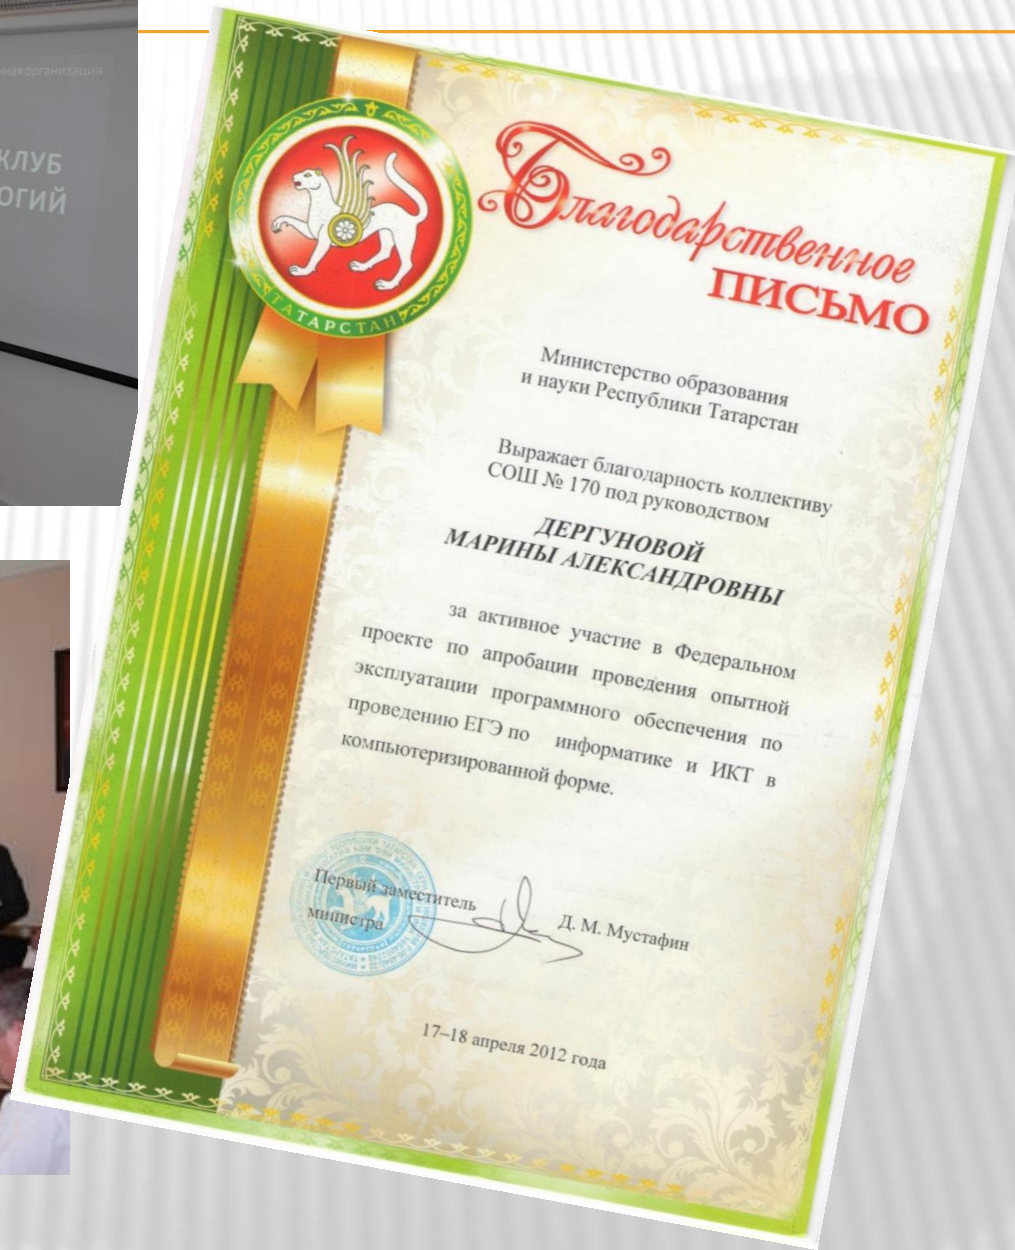 нная организация
КЛУБ
ОГИЙ
ТАТАРСТАН
Благодарственное
ПИСЬМО
Министерство образования
и науки Республики Татарстан
Выражает благодарность коллективу
СОШ № 170 под руководством
ДЕРГУНОВОЙ
МАРИНЫ АЛЕКСАНДРОВНЫ
за активное участие в Федеральном
проекте по апробации проведения опытной
эксплуатации программного обеспечения по
проведению ЕГЭ по информатике и ИКТ в
компьютеризированной форме.
Первый заместитель
министра
Д. М. Мустафин
17–18 апреля 2012 года